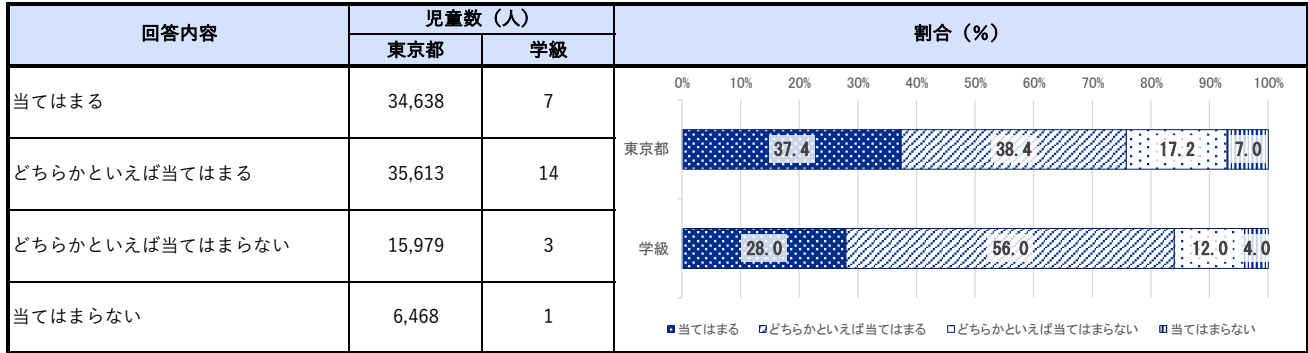 回答内容
児童数（人）
割合（%）
東京都
学級
当てはまる
34,638
7
どちらかといえば当てはまる
35,613
14
どちらかといえば当てはまらない
15,979
3
当てはまらない
6,468
1
0% 10% 20% 30% 40% 50% 60% 70% 80% 90% 100%
東京都 37.4 38.4 17.2 7.0
学級 28.0 56.0 12.0 4.0
当てはまる どちらかといえば当てはまる どちらかといえば当てはまらない 当てはまらない